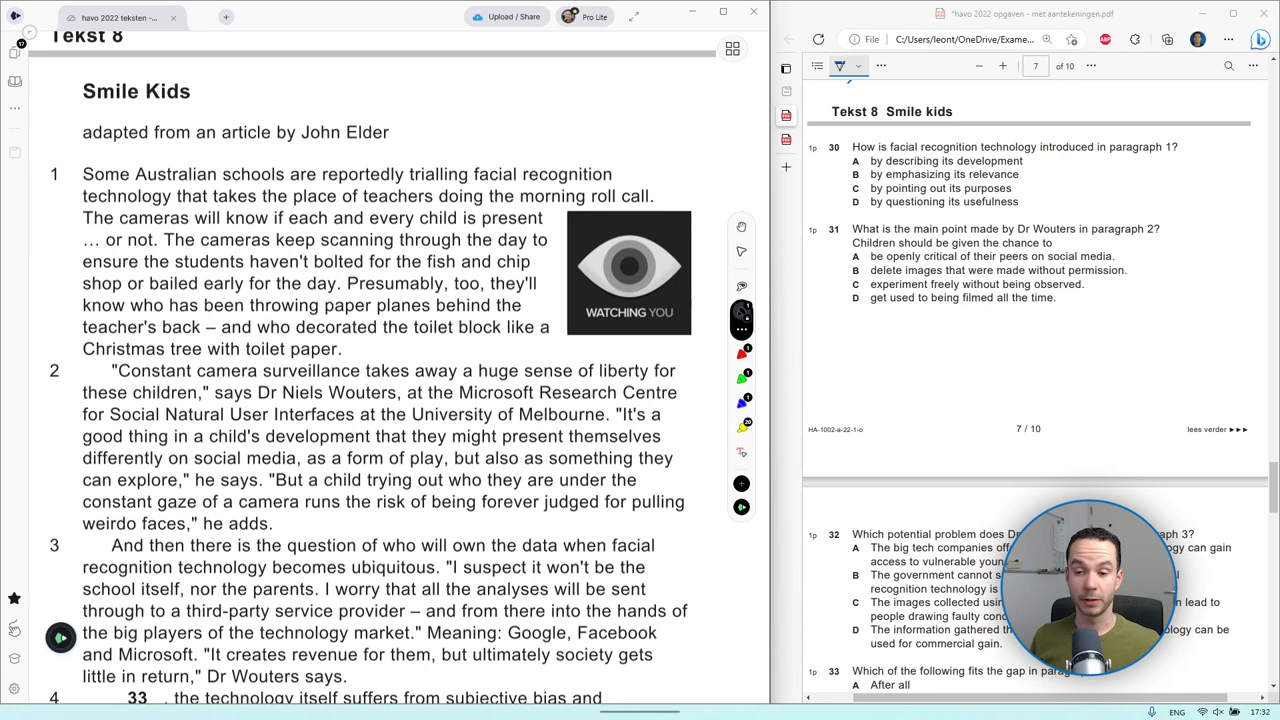 havo 2022 teksten -...
Upload / Share
Pro Lite
Tekst 8
Smile Kids
adapted from an article by John Elder
1 Some Australian schools are reportedly trialling facial recognition
technology that takes the place of teachers doing the morning roll call.
The cameras will know if each and every child is present
… or not. The cameras keep scanning through the day to
ensure the students haven't bolted for the fish and chip
shop or bailed early for the day. Presumably, too, they'll
know who has been throwing paper planes behind the
teacher's back – and who decorated the toilet block like a
Christmas tree with toilet paper.
WATCHING YOU
2 "Constant camera surveillance takes away a huge sense of liberty for
these children," says Dr Niels Wouters, at the Microsoft Research Centre
for Social Natural User Interfaces at the University of Melbourne. "It's a
good thing in a child's development that they might present themselves
differently on social media, as a form of play, but also as something they
can explore," he says. "But a child trying out who they are under the
constant gaze of a camera runs the risk of being forever judged for pulling
weirdo faces," he adds.
3 And then there is the question of who will own the data when facial
recognition technology becomes ubiquitous. "I suspect it won't be the
school itself, nor the parents. I worry that all the analyses will be sent
through to a third-party service provider – and from there into the hands of
the big players of the technology market." Meaning: Google, Facebook
and Microsoft. "It creates revenue for them, but ultimately society gets
little in return," Dr Wouters says.
4 33 , the technology itself suffers from subjective bias and
*havo 2022 opgaven - met aantekeningen.pdf
File C:/Users/leont/OneDrive/Exame...
7 of 10
Tekst 8 Smile kids
1p 30 How is facial recognition technology introduced in paragraph 1?
A by describing its development
B by emphasizing its relevance
C by pointing out its purposes
D by questioning its usefulness
1p 31 What is the main point made by Dr Wouters in paragraph 2?
Children should be given the chance to
A be openly critical of their peers on social media.
B delete images that were made without permission.
C experiment freely without being observed.
D get used to being filmed all the time.
HA-1002-a-22-1-o 7 / 10 lees verder ►►►
1p 32 Which potential problem does Dr 3?
A The big tech companies can gain
access to vulnerable
B The government cannot
recognition technology is
C The images collected lead to
people drawing faulty
D The information gathered can be
used for commercial gain.
1p 33 Which of the following fits the gap in
A After all
ENG 17:32